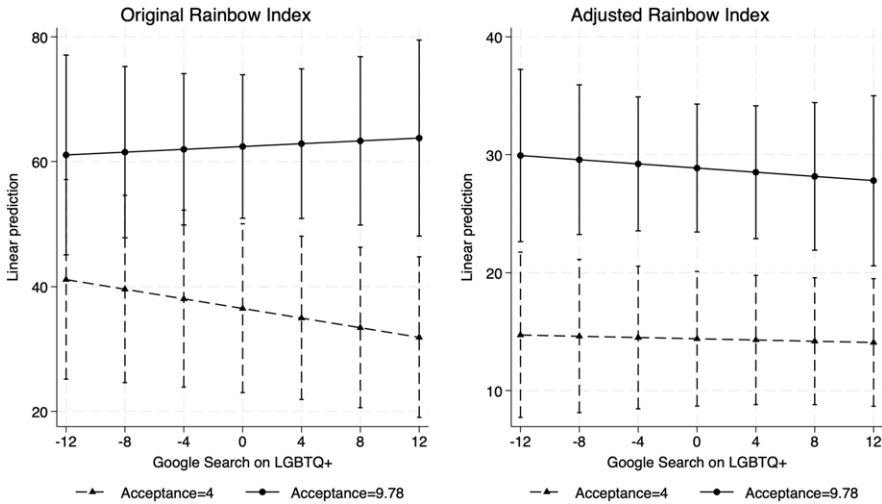 Original Rainbow Index
80
60
40
20
Linear prediction
-12 -8 -4 0 4 8 12
Google Search on LGBTQ+
Acceptance=4 Acceptance=9.78
Adjusted Rainbow Index
40
30
20
10
Linear prediction
-12 -8 -4 0 4 8 12
Google Search on LGBTQ+
Acceptance=4 Acceptance=9.78